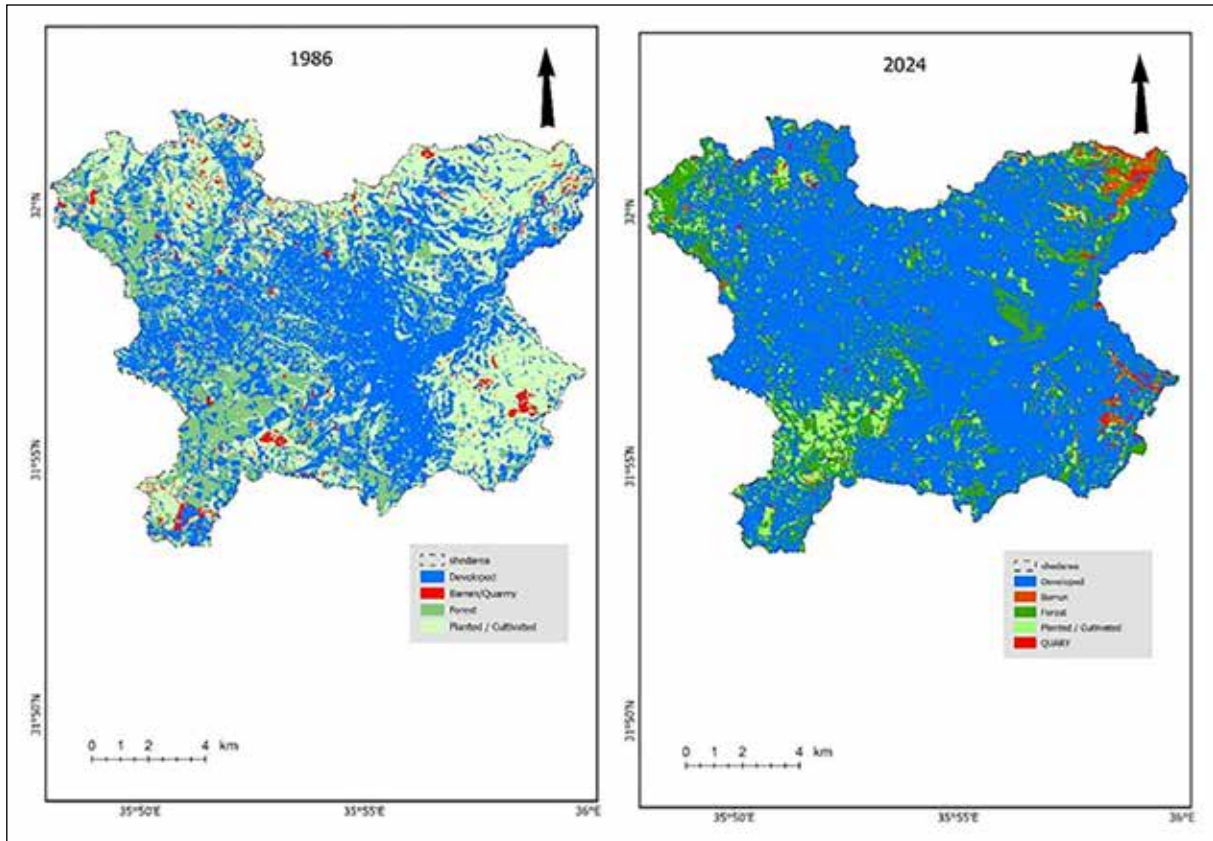 1986
32°N
31°55'N
31°50'N
shedarea
Developed
Barren/Quarry
Forest
Planted / Cultivated
0 1 2 4 km
35°50'E
35°55'E
36°E
2024
32°N
31°55'N
31°50'N
shedarea
Developed
Barren
Forest
Planted / Cultivated
QUARY
0 1 2 4 km
35°50'E
35°55'E
36°E